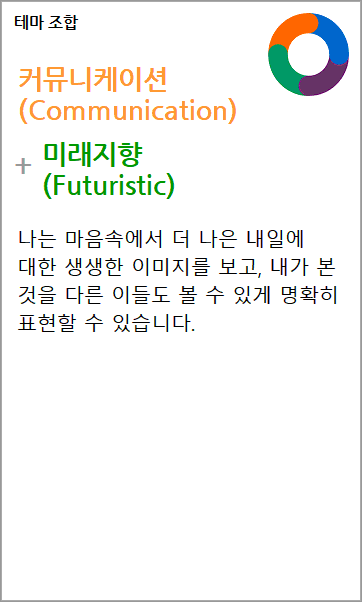 테마 조합
커뮤니케이션
(Communication)
+ 미래지향
(Futuristic)
나는 마음속에서 더 나은 내일에
대한 생생한 이미지를 보고, 내가 본
것을 다른 이들도 볼 수 있게 명확히
표현할 수 있습니다.